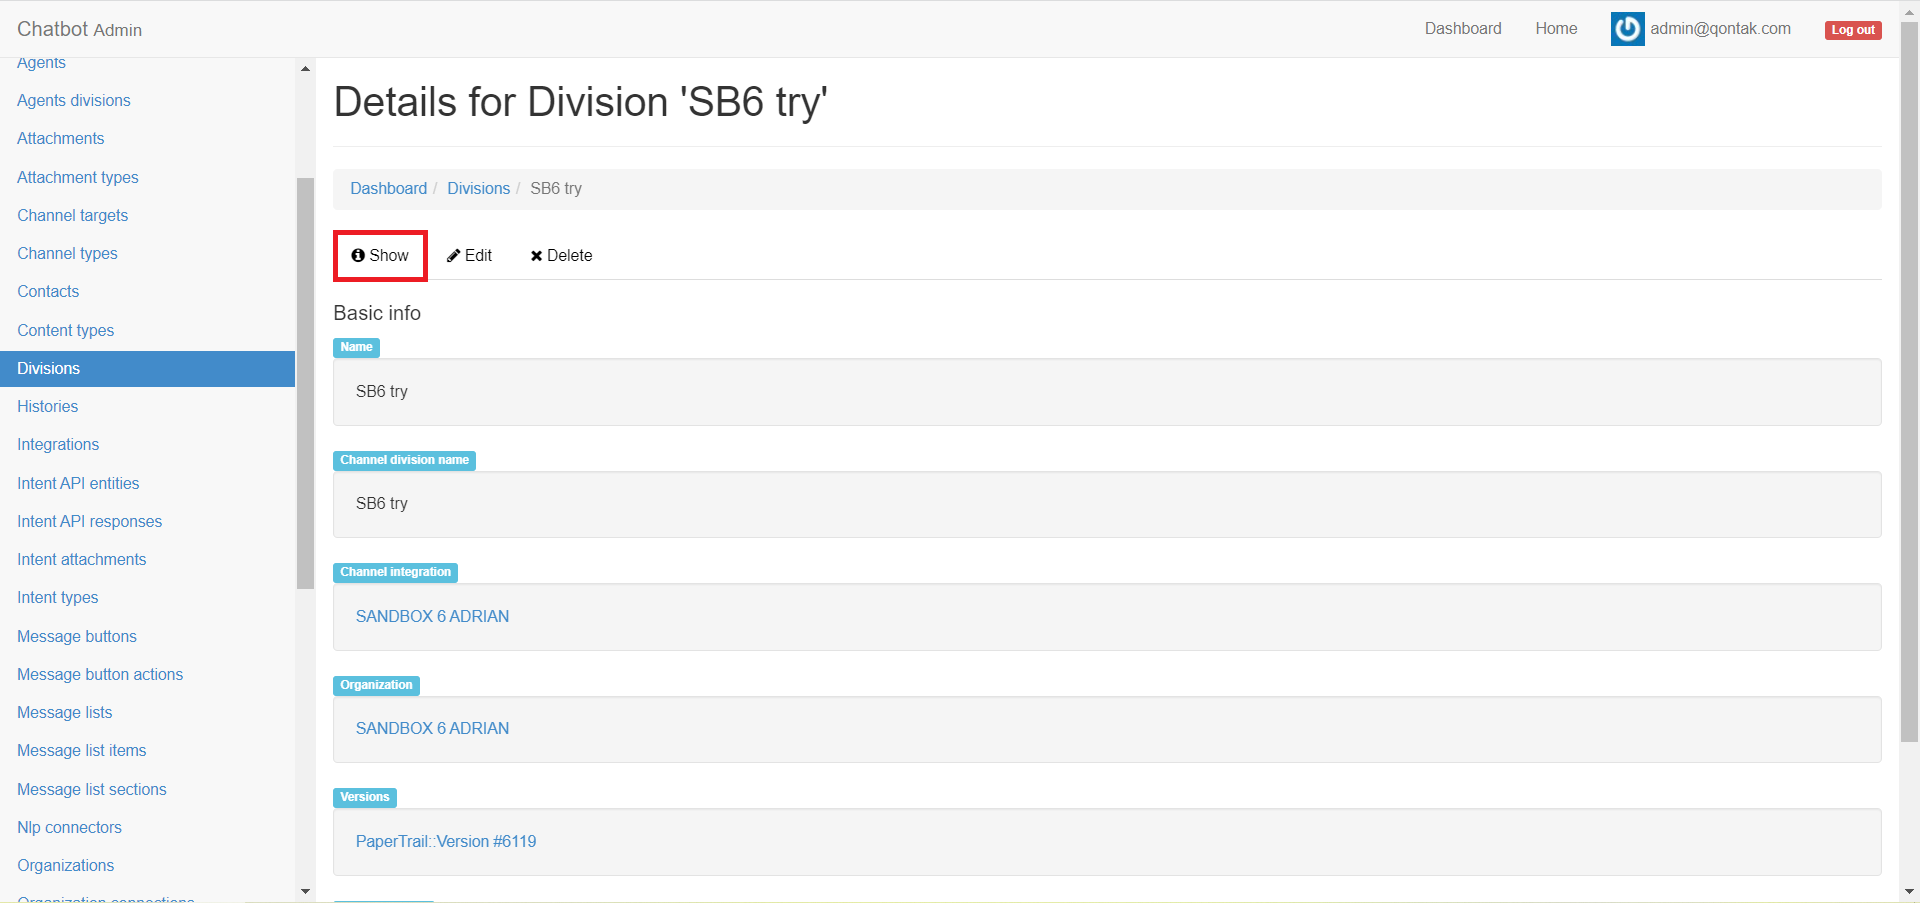 Chatbot Admin
Dashboard
Home
admin@qontak.com
Log out
Agents
Agents divisions
Attachments
Attachment types
Channel targets
Channel types
Contacts
Content types
Divisions
Histories
Integrations
Intent API entities
Intent API responses
Intent attachments
Intent types
Message buttons
Message button actions
Message lists
Message list items
Message list sections
Nlp connectors
Organizations
Organization connections
Details for Division 'SB6 try'
Dashboard / Divisions / SB6 try
Show
Edit
Delete
Basic info
Name
SB6 try
Channel division name
SB6 try
Channel integration
SANDBOX 6 ADRIAN
Organization
SANDBOX 6 ADRIAN
Versions
PaperTrail::Version #6119